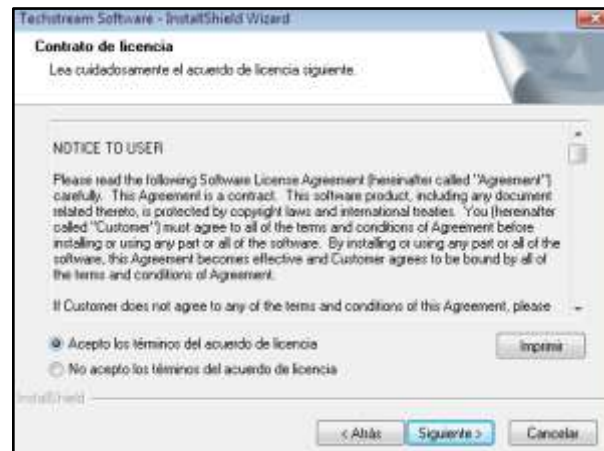 Techstream Software - InstallShield Wizard
Contrato de licencia
Lea cuidadosamente el acuerdo de licencia siguiente.
NOTICE TO USER
Please read the following Software License Agreement (hereinafter called "Agreement")
carefully. This Agreement is a contract. This software product, including any document
related thereto, is protected by copyright laws and international treaties. You (hereinafter
called "Customer") must agree to all of the terms and conditions of Agreement before
installing or using any part or all of the software. By installing or using any part or all of the
software, this Agreement becomes effective and Customer agrees to be bound by all of
the terms and conditions of Agreement.
If Customer does not agree to any of the terms and conditions of this Agreement, please
Acepto los términos del acuerdo de licencia
Imprimir
No acepto los términos del acuerdo de licencia
InstallShield
< Atrás
Siguiente >
Cancelar